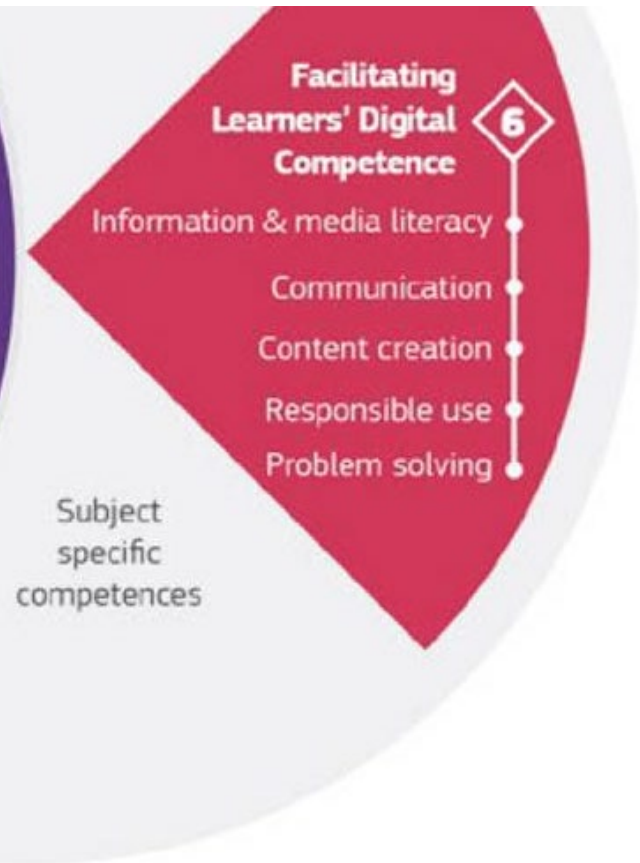 Facilitating
Learners' Digital
Competence
6
Information & media literacy
Communication
Content creation
Responsible use
Problem solving
Subject
specific
competences